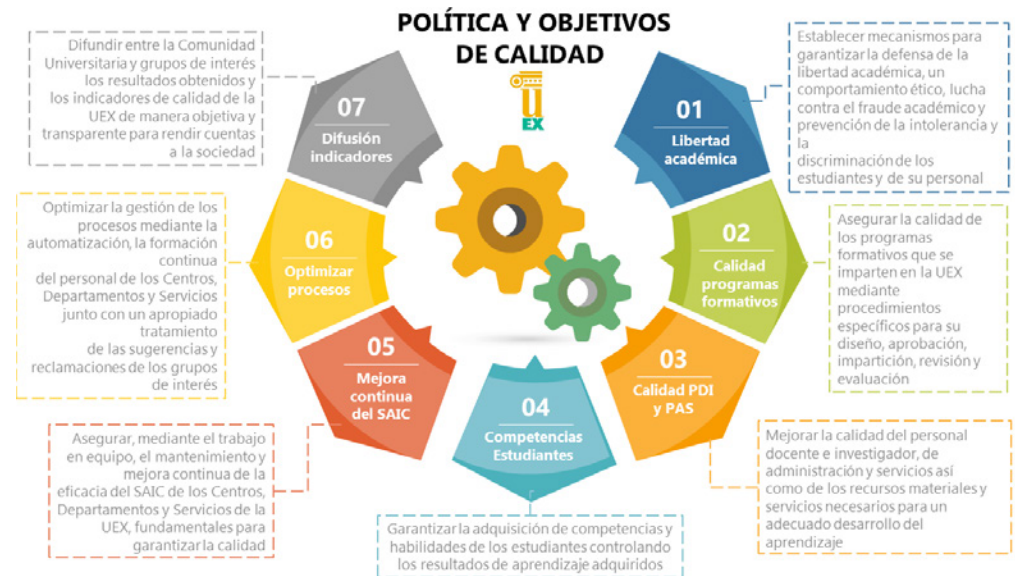 POLÍTICA Y OBJETIVOS
DE CALIDAD
u
EX
01
Libertad
académica
Establecer mecanismos para
garantizar la defensa de la
libertad académica, un
comportamiento ético, lucha
contra el fraude académico y
prevención de la intolerancia y
la
discriminación de los
estudiantes y de su personal
02
Calidad
programas
formativos
Asegurar la calidad de
los programas
formativos que se
imparten en la UEX
mediante
procedimientos
específicos para su
diseño, aprobación,
impartición, revisión y
evaluación
03
Calidad PDI
y PAS
Mejorar la calidad del personal
docente e investigador, de
administración y servicios así
como de los recursos materiales y
servicios necesarios para un
adecuado desarrollo del
aprendizaje
04
Competencias
Estudiantes
Garantizar la adquisición de competencias y
habilidades de los estudiantes controlando
los resultados de aprendizaje adquiridos
05
Mejora
continua
del SAIC
Asegurar, mediante el trabajo
en equipo, el mantenimiento y
mejora continua de la
eficacia del SAIC de los Centros,
Departamentos y Servicios de la
UEX, fundamentales para
garantizar la calidad
06
Optimizar
procesos
Optimizar la gestión de los
procesos mediante la
automatización, la formación
continua
del personal de los Centros,
Departamentos y Servicios
junto con un apropiado
tratamiento
de las sugerencias y
reclamaciones de los grupos
de interés
07
Difusión
indicadores
Difundir entre la Comunidad
Universitaria y grupos de interés
los resultados obtenidos y
los indicadores de calidad de la
UEX de manera objetiva y
transparente para rendir cuentas
a la sociedad